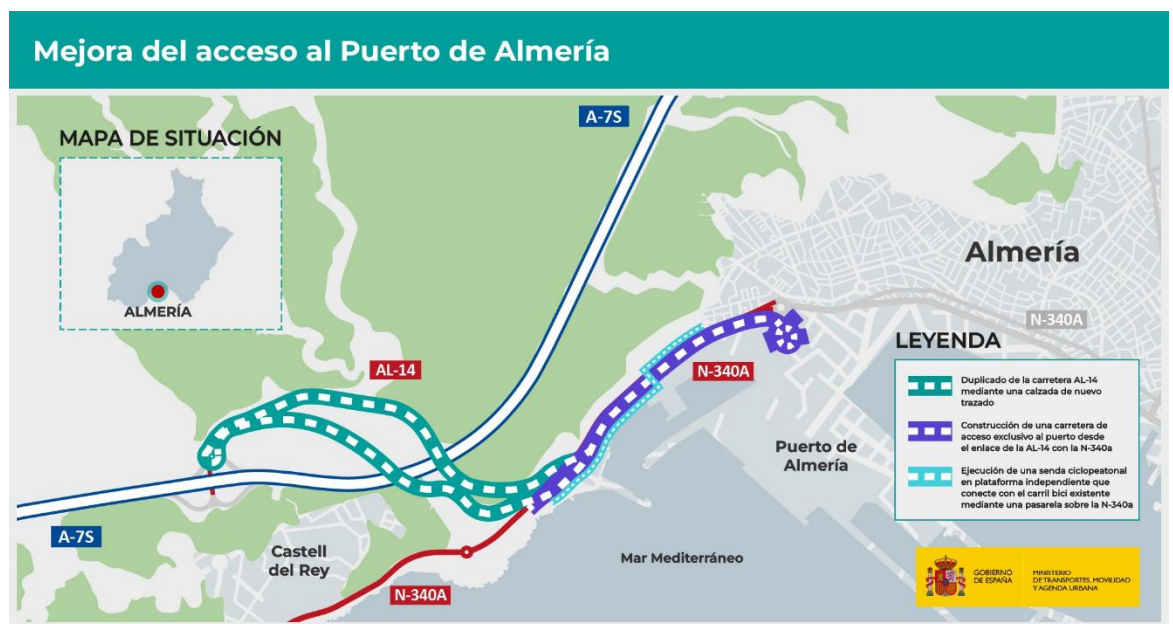 Mejora del acceso al Puerto de Almería
MAPA DE SITUACIÓN
ALMERÍA
A-7S
Almería
N-340A
AL-14
N-340A
LEYENDA
Duplicado de la carretera AL-14
mediante una calzada de nuevo
trazado
Construcción de una carretera de
acceso exclusivo al puerto desde
el enlace de la AL-14 con la N-340a
Ejecución de una senda ciclopeatonal
en plataforma independiente que
conecte con el carril bici existente
mediante una pasarela sobre la N-340a
Puerto de
Almería
A-7S
Castell
del Rey
Mar Mediterráneo
N-340A
GOBIERNO
DE ESPAÑA
MINISTERIO
DE TRANSPORTES, MOVILIDAD
Y AGENDA URBANA